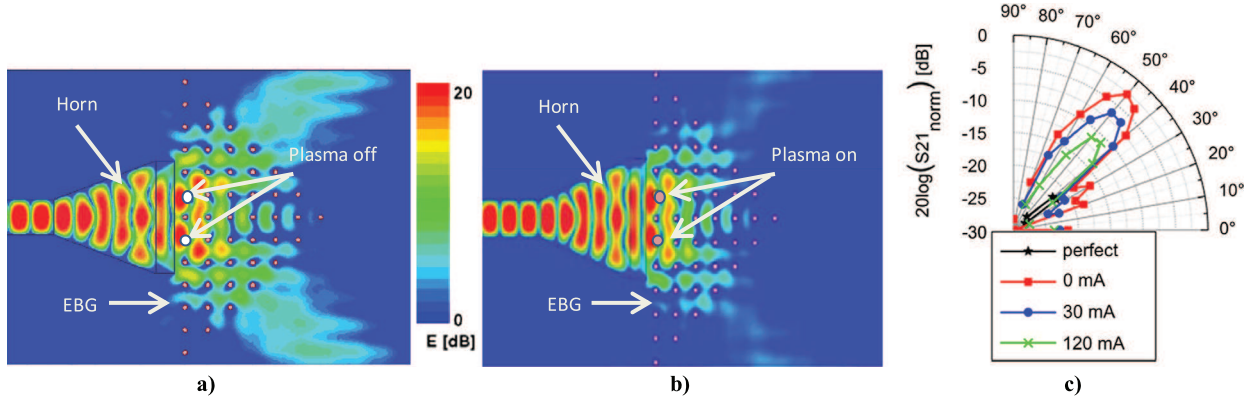 Horn
Plasma off
EBG
20
0
E [dB]
a)
Horn
Plasma on
EBG
b)
90°
80°
70°
60°
50°
40°
30°
20°
10°
0°
0
-5
-10
-15
-20
-25
-30
20log(S21norm) [dB]
perfect
0 mA
30 mA
120 mA
c)